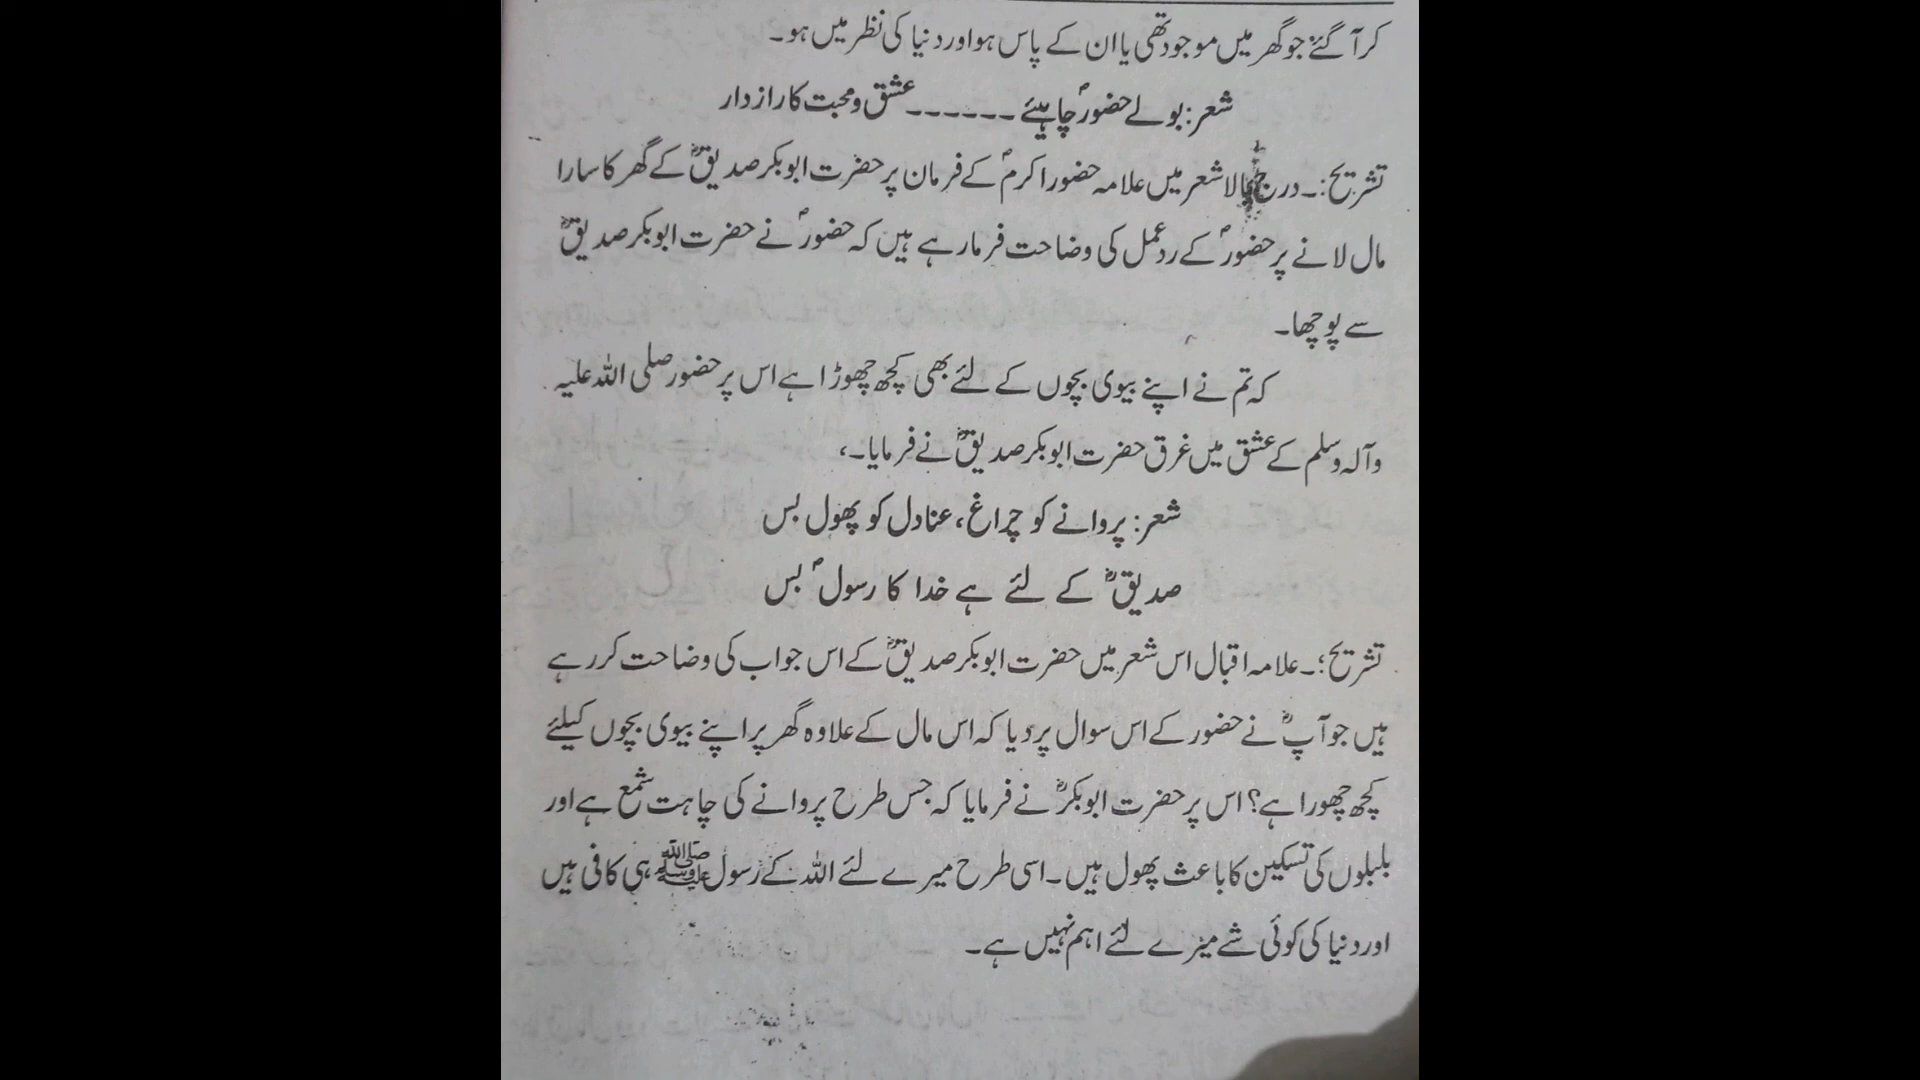 کر آ گئے جو گھر میں موجود تھی یا ان کے پاس ہو اور دنیا کی نظر میں ہو۔
شعر: بولے حضورؐ چاہیئے ۔۔۔۔۔۔ عشق و محبت کا راز دار
تشریح:۔ درج بالا شعر میں علامہ حضور اکرمؐ کے فرمان پر حضرت ابوبکر صدیقؓ کے گھر کا سارا
مال لانے پر حضورؐ کے ردعمل کی وضاحت فرما رہے ہیں کہ حضورؐ نے حضرت ابوبکر صدیقؓ
سے پوچھا۔
کہ تم نے اپنے بیوی بچوں کے لئے بھی کچھ چھوڑا ہے اس پر حضور صلی اللہ علیہ
وآلہ وسلم کے عشق میں غرق حضرت ابوبکر صدیقؓ نے فرمایا۔،
شعر: پروانے کو چراغ، عنادل کو پھول بس
صدیقؓ کے لئے ہے خدا کا رسولؐ بس
تشریح؛۔ علامہ اقبال اس شعر میں حضرت ابوبکر صدیقؓ کے اس جواب کی وضاحت کر رہے
ہیں جو آپؓ نے حضور کے اس سوال پر دیا کہ اس مال کے علاوہ گھر پر اپنے بیوی بچوں کیلئے
کچھ چھورا ہے؟ اس پر حضرت ابوبکرؓ نے فرمایا کہ جس طرح پروانے کی چاہت شمع ہے اور
بلبلوں کی تسکین کا باعث پھول ہیں۔ اسی طرح میرے لئے اللہ کے رسول ﷺ ہی کافی ہیں
اور دنیا کی کوئی شے میرے لئے اہم نہیں ہے۔